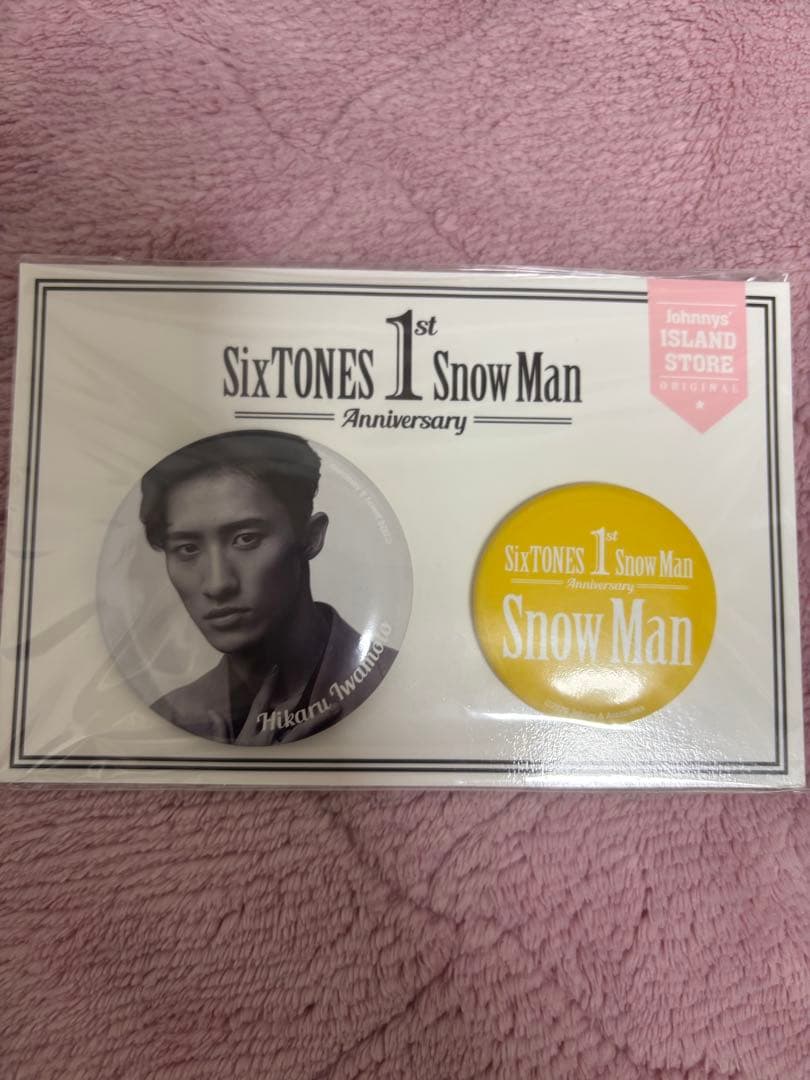 SixTONES 1st Snow Man
Anniversary
Johnnys'
ISLAND
STORE
ORIGINAL
Hikaru Iwamoto
SixTONES 1st Snow Man
Anniversary
Snow Man